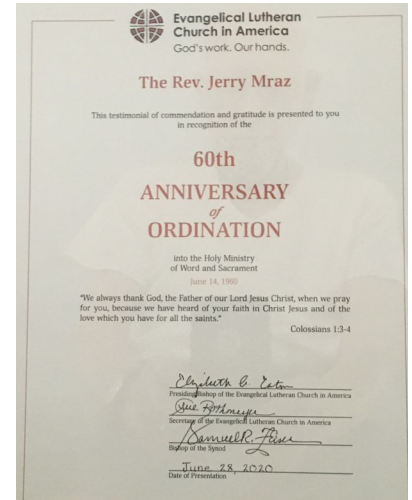 Evangelical Lutheran
Church in America
God's work. Our hands.
The Rev. Jerry Mraz
This testimonial of commendation and gratitude is presented to you
in recognition of the
60th
ANNIVERSARY
of
ORDINATION
into the Holy Ministry
of Word and Sacrament
June 14, 1960
"We always thank God, the Father of our Lord Jesus Christ, when we pray
for you, because we have heard of your faith in Christ Jesus and of the
love which you have for all the saints."
Colossians 1:3-4
Elizabeth Eaton
Presiding Bishop of the Evangelical Lutheran Church in America
Sue Rothmeyer
Secretary of the Evangelical Lutheran Church in America
Samuel R.
Bishop of the Synod
June 28, 2020
Date of Presentation